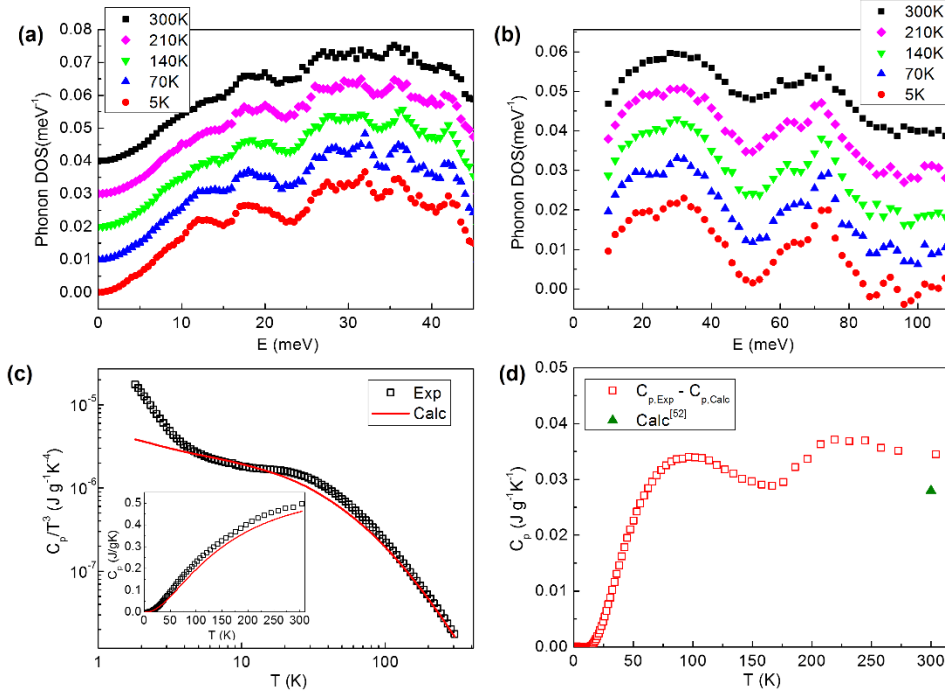 (a)
300K
210K
140K
70K
5K
0.08
0.07
0.06
0.05
0.04
0.03
0.02
0.01
0.00
Phonon DOS(meV⁻¹)
0 10 20 30 40
E (meV)
(b)
300K
210K
140K
70K
5K
0.06
0.05
0.04
0.03
0.02
0.01
0.00
Phonon DOS(meV⁻¹)
0 20 40 60 80 100
E (meV)
(c)
Exp
Calc
10⁻⁵
10⁻⁶
10⁻⁷
Cₚ/T³ (J g⁻¹K⁻⁴)
1 10 100
T (K)
0.5
0.4
0.3
0.2
0.1
0.0
Cₚ (J/gK)
0 50 100 150 200 250 300
T (K)
(d)
Cp,Exp - Cp,Calc
Calc[52]
0.05
0.04
0.03
0.02
0.01
0.00
Cₚ (J g⁻¹K⁻¹)
0 50 100 150 200 250 300
T (K)